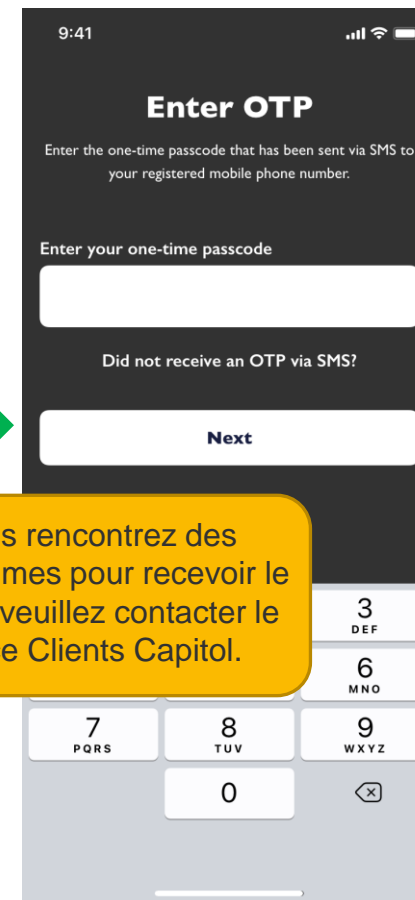 9:41
Enter OTP
Enter the one-time passcode that has been sent via SMS to
your registered mobile phone number.
Enter your one-time passcode
Did not receive an OTP via SMS?
Next
rencontrez des
pour recevoir le
veuillez contacter le
Clients Capitol.
3
DEF
6
MNO
7 8 9
PQRS TUV WXYZ
0